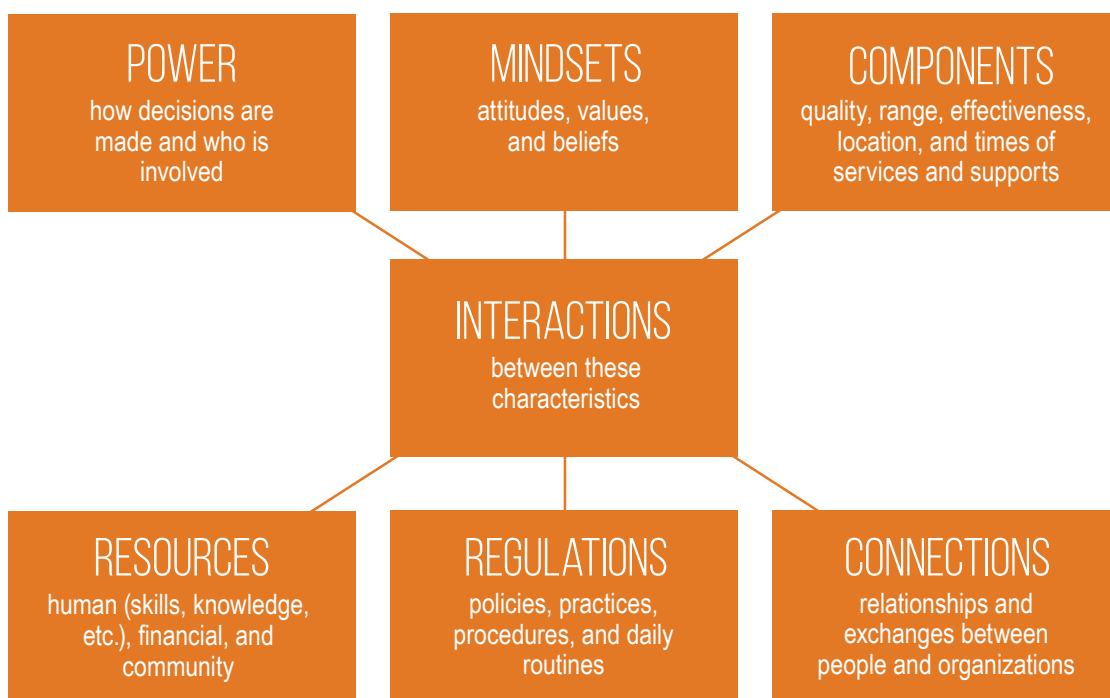 POWER
how decisions are
made and who is
involved
MINDSETS
attitudes, values,
and beliefs
COMPONENTS
quality, range, effectiveness,
location, and times of
services and supports
INTERACTIONS
between these
characteristics
RESOURCES
human (skills, knowledge,
etc.), financial, and
community
REGULATIONS
policies, practices,
procedures, and daily
routines
CONNECTIONS
relationships and
exchanges between
people and organizations